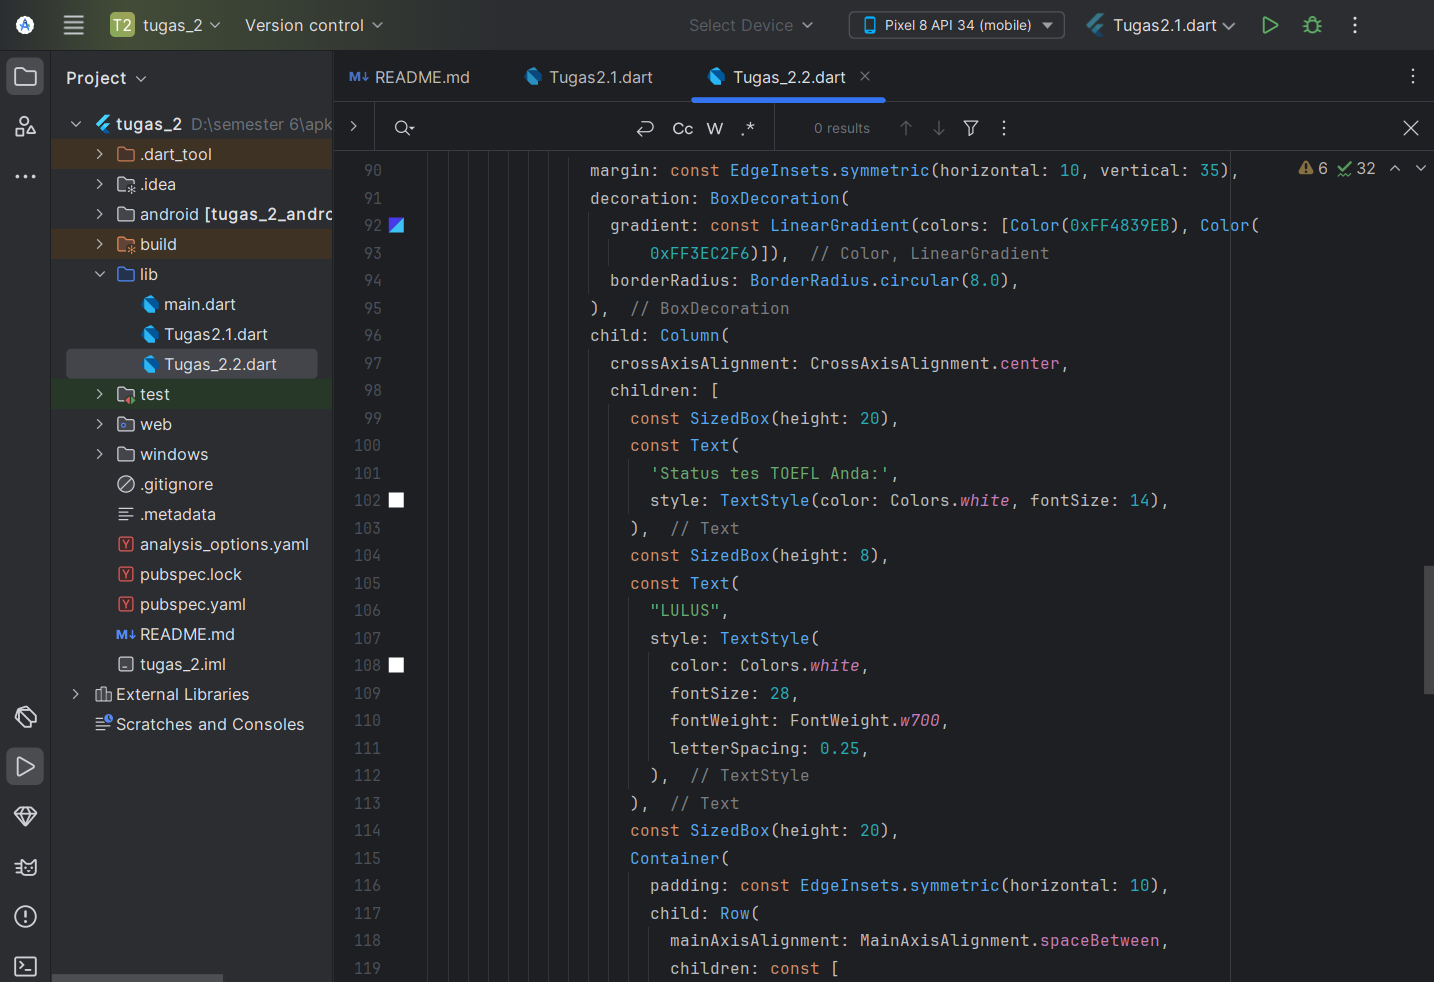 T2 tugas_2 Version control Select Device Pixel 8 API 34 (mobile) Tugas2.1.dart
Project
tugas_2 D:\semester 6\apk
.dart_tool
.idea
android [tugas_2_andro
build
lib
main.dart
Tugas2.1.dart
Tugas_2.2.dart
test
web
windows
.gitignore
.metadata
Y analysis_options.yaml
Y pubspec.lock
Y pubspec.yaml
M↓ README.md
tugas_2.iml
External Libraries
Scratches and Consoles
M↓ README.md Tugas2.1.dart Tugas_2.2.dart
Cc W .* 0 results
6 32
90 margin: const EdgeInsets.symmetric(horizontal: 10, vertical: 35),
91 decoration: BoxDecoration(
92 gradient: const LinearGradient(colors: [Color(0xFF4839EB), Color(
93 0xFF3EC2F6)]), // Color, LinearGradient
94 borderRadius: BorderRadius.circular(8.0),
95 ), // BoxDecoration
96 child: Column(
97 crossAxisAlignment: CrossAxisAlignment.center,
98 children: [
99 const SizedBox(height: 20),
100 const Text(
101 'Status tes TOEFL Anda:',
102 style: TextStyle(color: Colors.white, fontSize: 14),
103 ), // Text
104 const SizedBox(height: 8),
105 const Text(
106 "LULUS",
107 style: TextStyle(
108 color: Colors.white,
109 fontSize: 28,
110 fontWeight: FontWeight.w700,
111 letterSpacing: 0.25,
112 ), // TextStyle
113 ), // Text
114 const SizedBox(height: 20),
115 Container(
116 padding: const EdgeInsets.symmetric(horizontal: 10),
117 child: Row(
118 mainAxisAlignment: MainAxisAlignment.spaceBetween,
119 children: const [